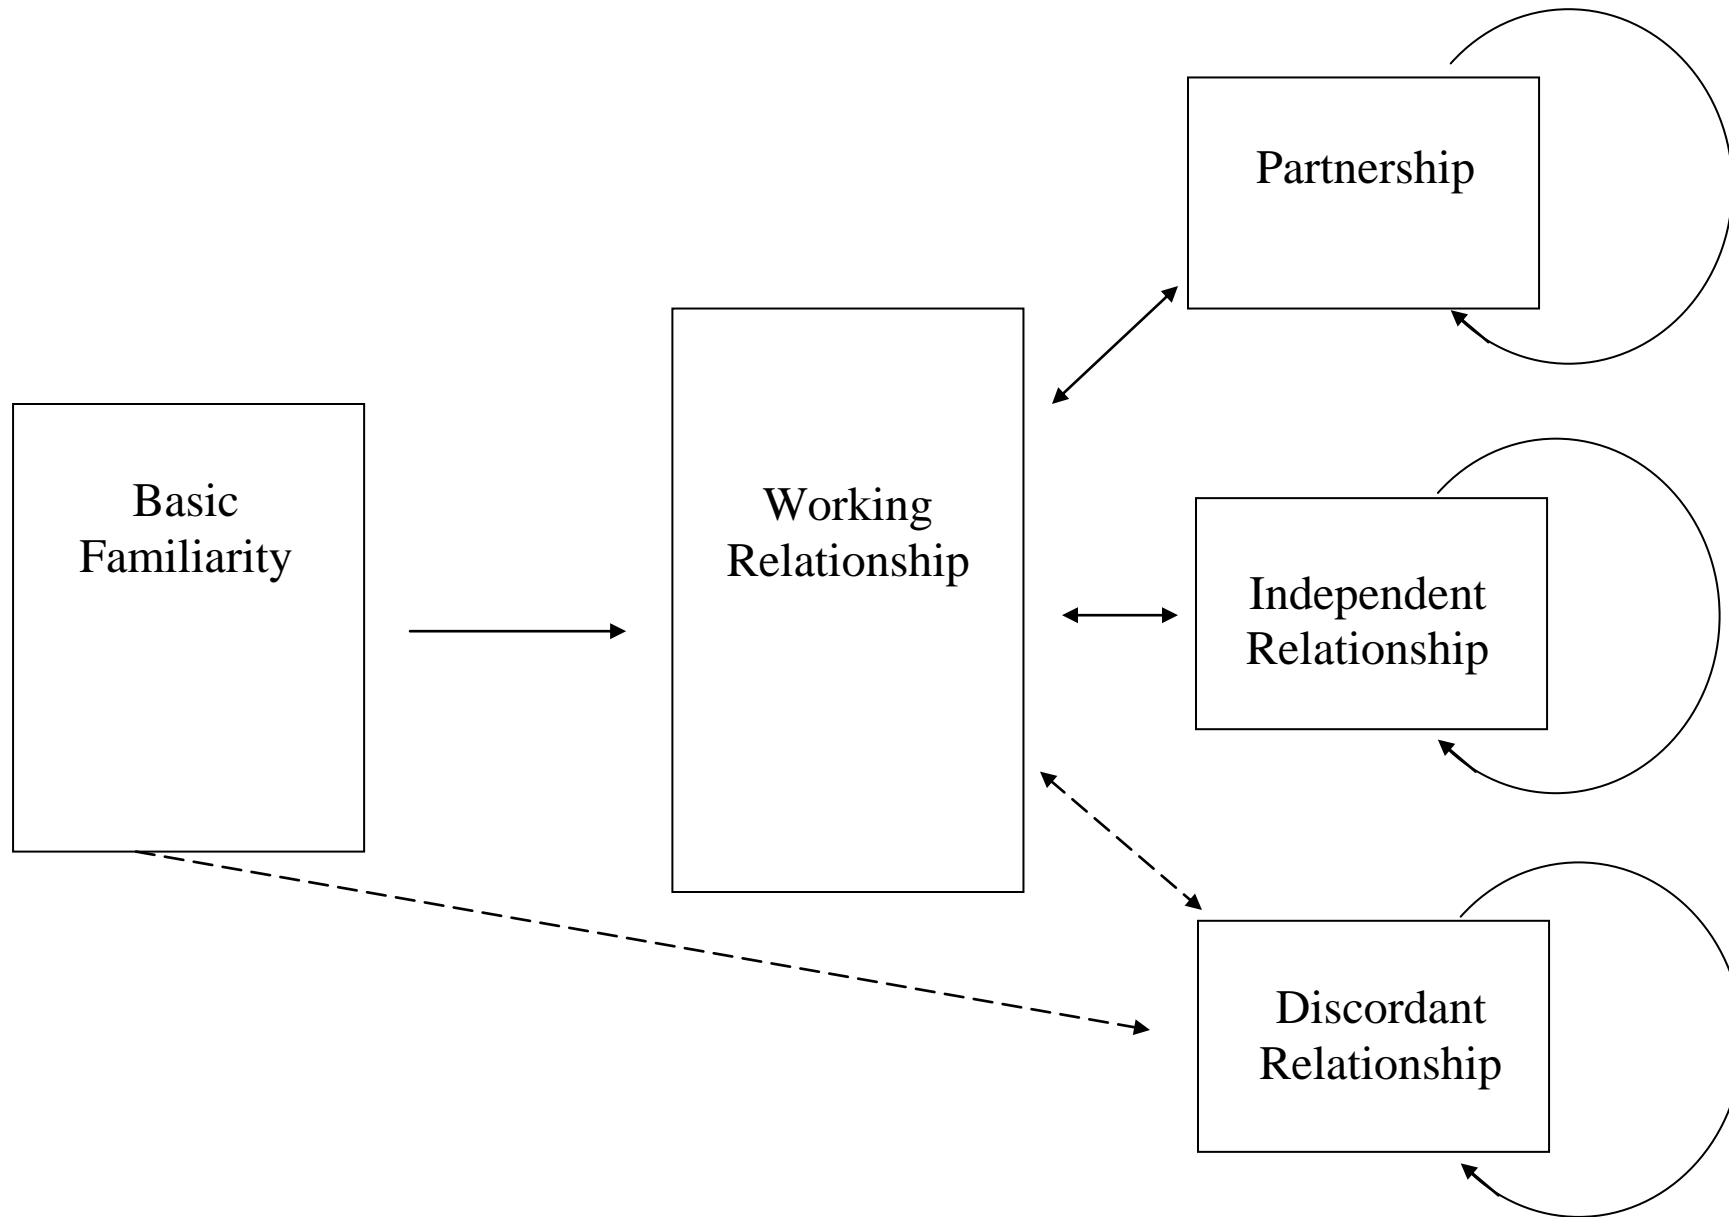 Partnership
Basic
Familiarity
Working
Relationship
Independent
Relationship
Discordant
Relationship